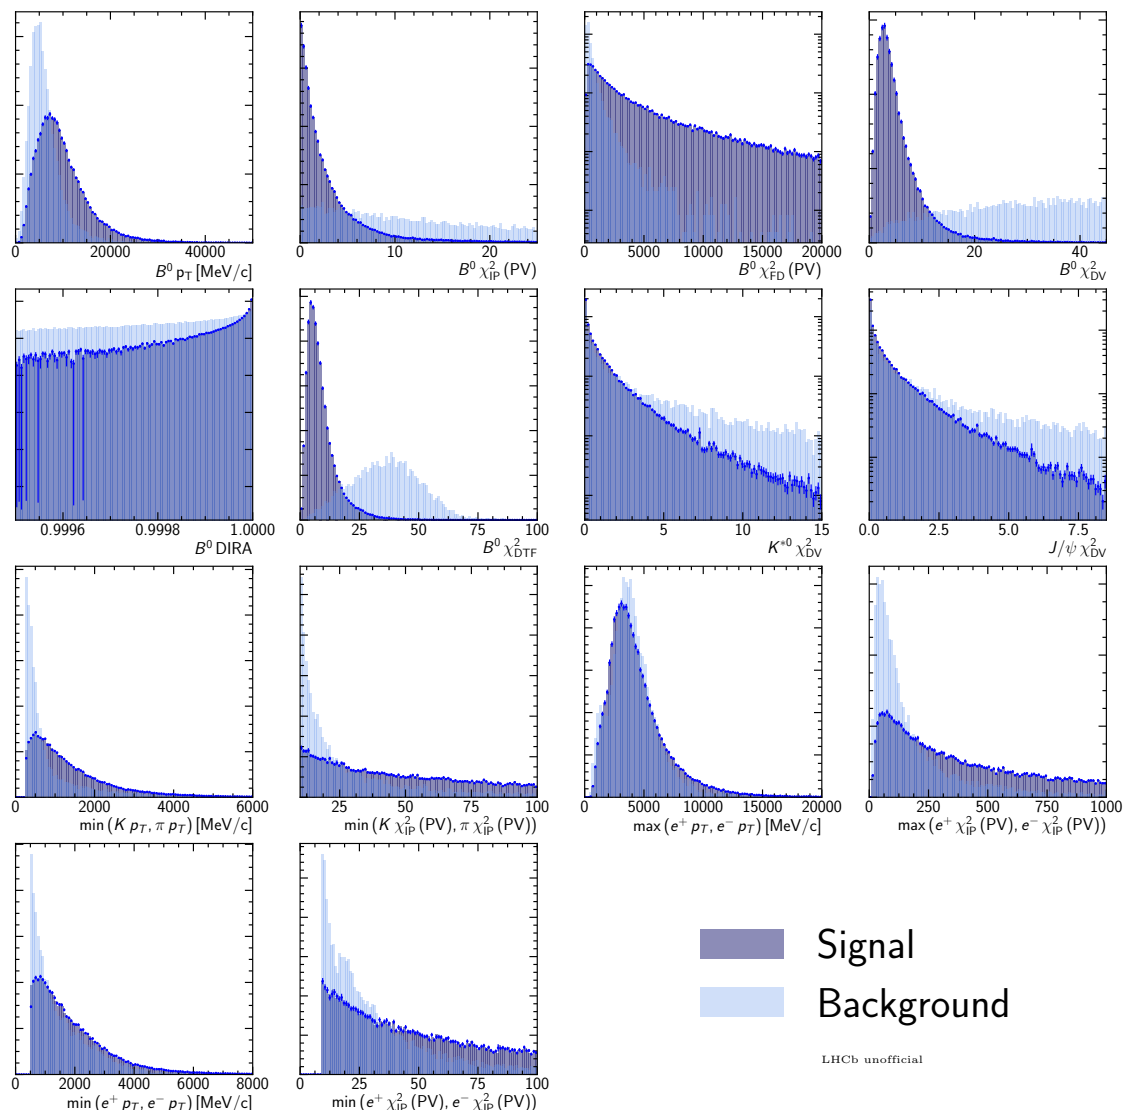 0 20000 40000
B⁰ p_T [MeV/c]
0 10 20
B⁰ χ²_IP (PV)
0 5000 10000 15000 20000
B⁰ χ²_FD (PV)
0 20 40
B⁰ χ²_DV
0.9996 0.9998 1.0000
B⁰ DIRA
0 25 50 75 100
B⁰ χ²_DTF
0 5 10 15
K*⁰ χ²_DV
0.0 2.5 5.0 7.5
J/ψ χ²_DV
0 2000 4000 6000
min (K p_T, π p_T) [MeV/c]
25 50 75 100
min (K χ²_IP (PV), π χ²_IP (PV))
0 5000 10000 15000 20000
max (e⁺ p_T, e⁻ p_T) [MeV/c]
0 250 500 750 1000
max (e⁺ χ²_IP (PV), e⁻ χ²_IP (PV))
0 2000 4000 6000 8000
min (e⁺ p_T, e⁻ p_T) [MeV/c]
0 25 50 75 100
min (e⁺ χ²_IP (PV), e⁻ χ²_IP (PV))
Signal
Background
LHCb unofficial